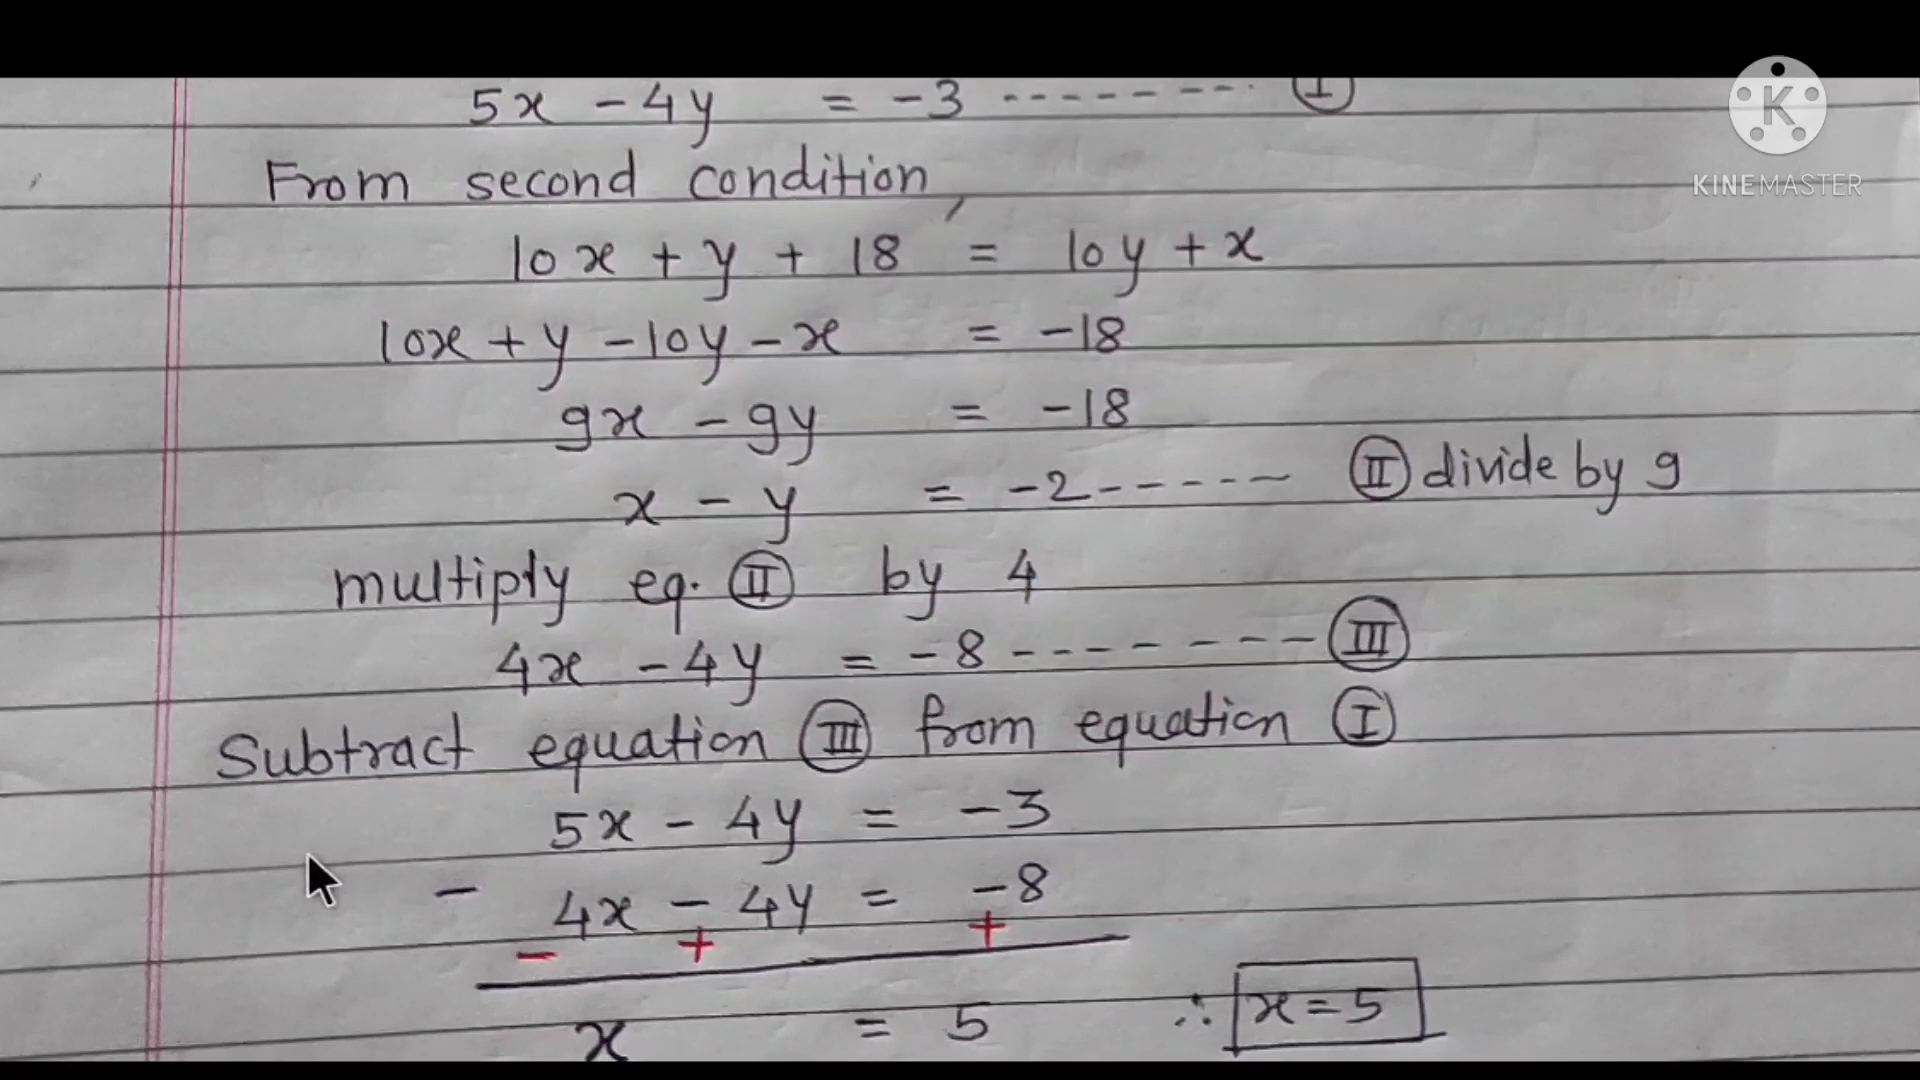 5x - 4y = -3 -------- I
K
KINEMASTER
From second condition,
10x + y + 18 = 10y + x
10x + y - 10y - x = -18
9x - 9y = -18
x - y = -2 ------ II divide by 9
multiply eq. II by 4
4x - 4y = -8 -------- III
Subtract equation III from equation I
5x - 4y = -3
- 4x - 4y = -8
- + +
x = 5 ∴ x = 5